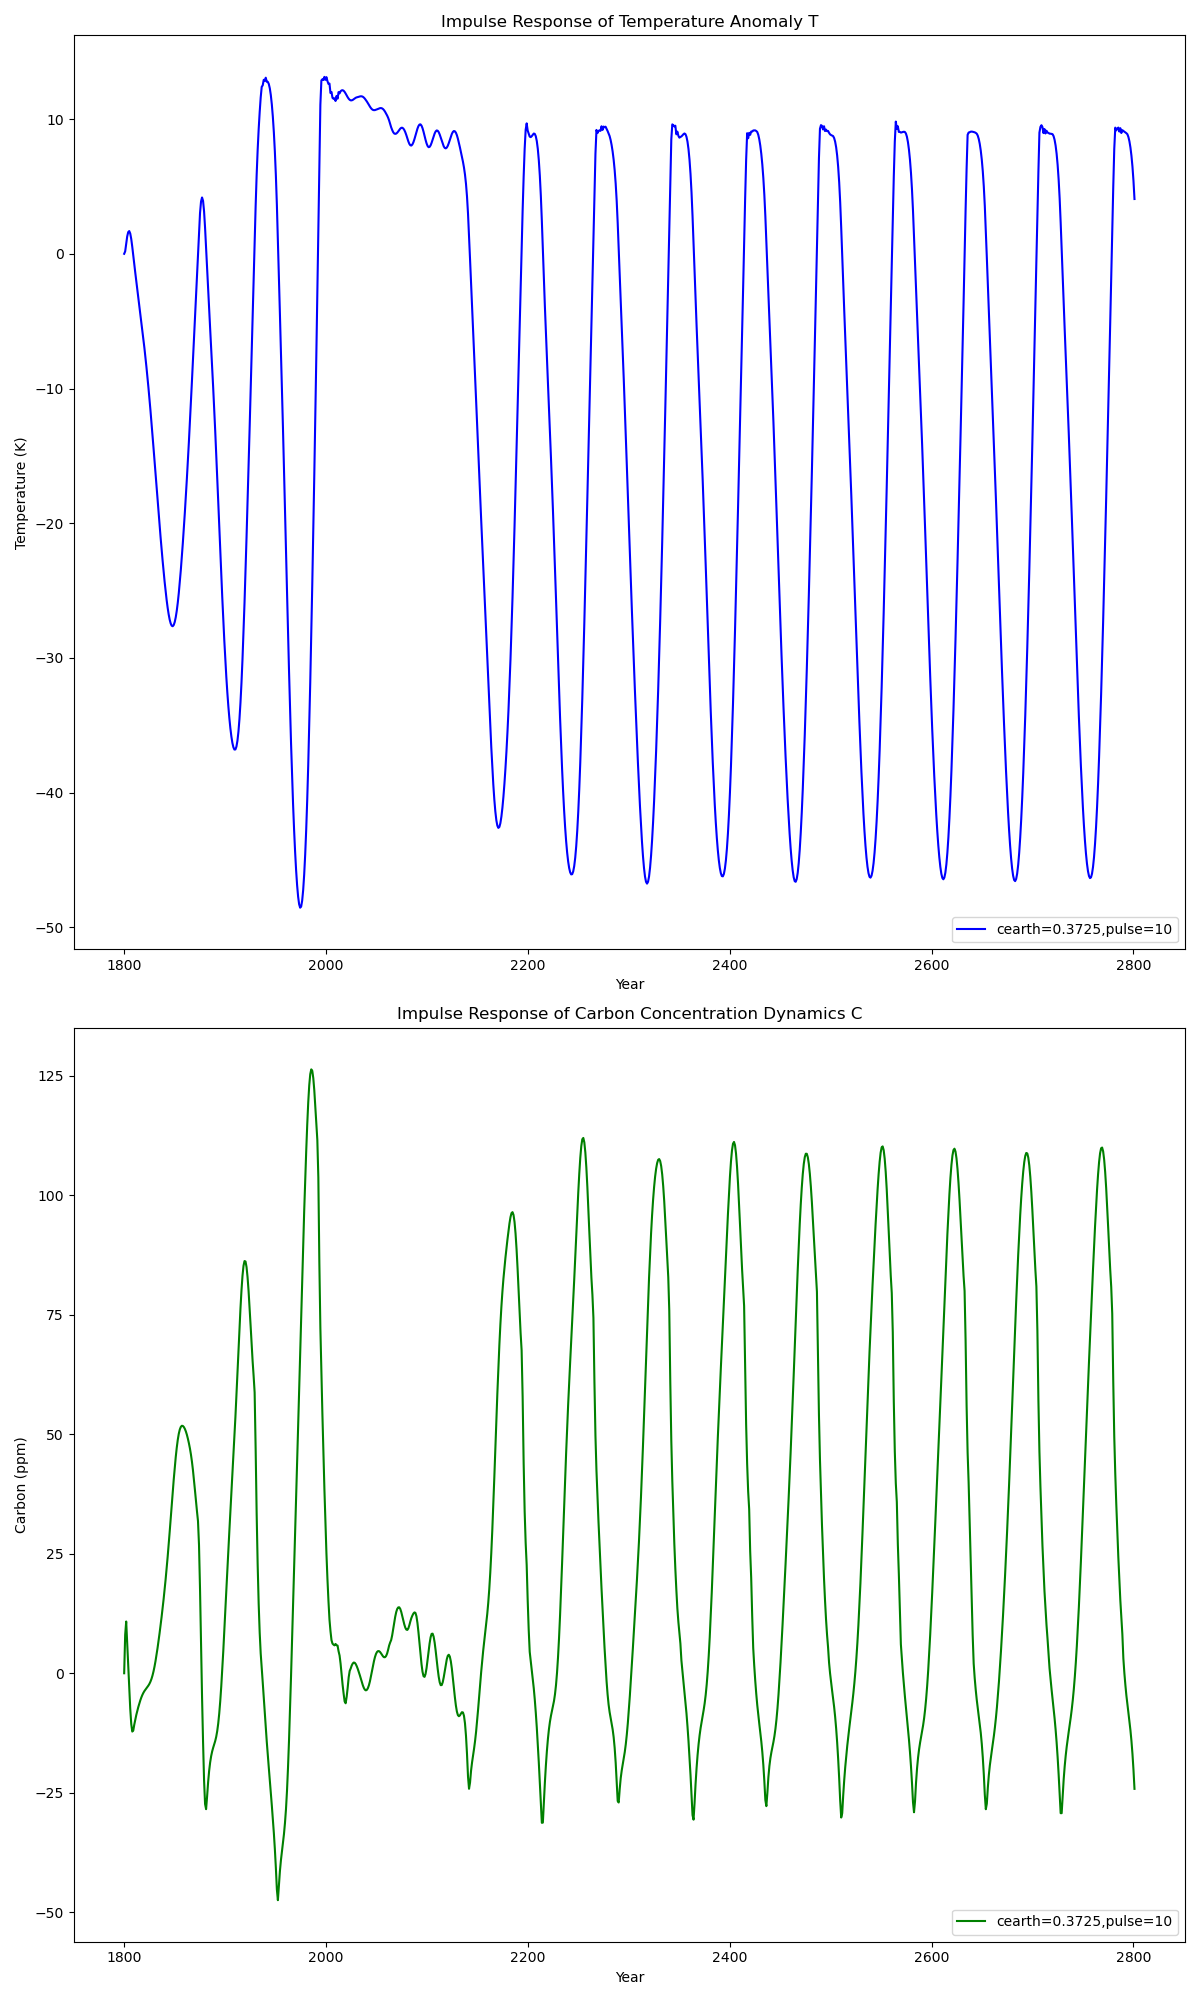 Impulse Response of Temperature Anomaly T
10
0
−10
−20
−30
−40
−50
Temperature (K)
cearth=0.3725,pulse=10
1800 2000 2200 2400 2600 2800
Year
Impulse Response of Carbon Concentration Dynamics C
125
100
75
50
25
0
−25
−50
Carbon (ppm)
cearth=0.3725,pulse=10
1800 2000 2200 2400 2600 2800
Year